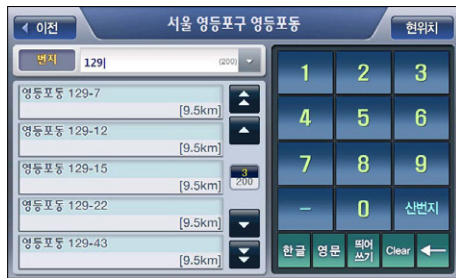 이전
서울 영등포구 영등포동
현위치
번지
129
(200)
영등포동 129-7
[9.5km]
영등포동 129-12
[9.5km]
영등포동 129-15
[9.5km]
영등포동 129-22
[9.5km]
영등포동 129-43
[9.5km]
3
200
1 2 3
4 5 6
7 8 9
– 0 산번지
한글 영문 띄어쓰기 Clear